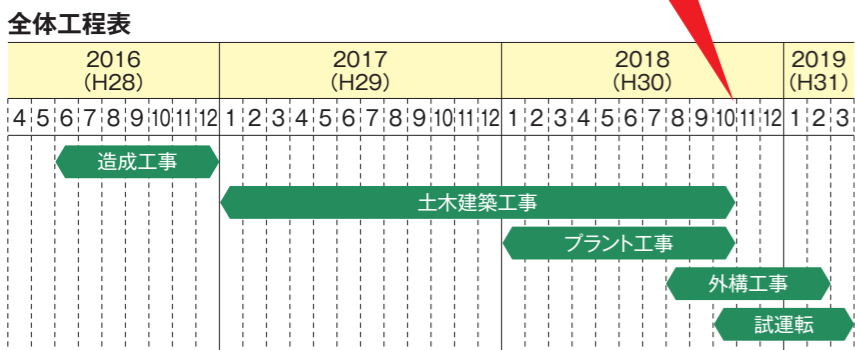 全体工程表
2016 2017 2018 2019
(H28) (H29) (H30) (H31)
4 5 6 7 8 9 10 11 12 1 2 3 4 5 6 7 8 9 10 11 12 1 2 3 4 5 6 7 8 9 10 11 12 1 2 3
造成工事
土木建築工事
プラント工事
外構工事
試運転